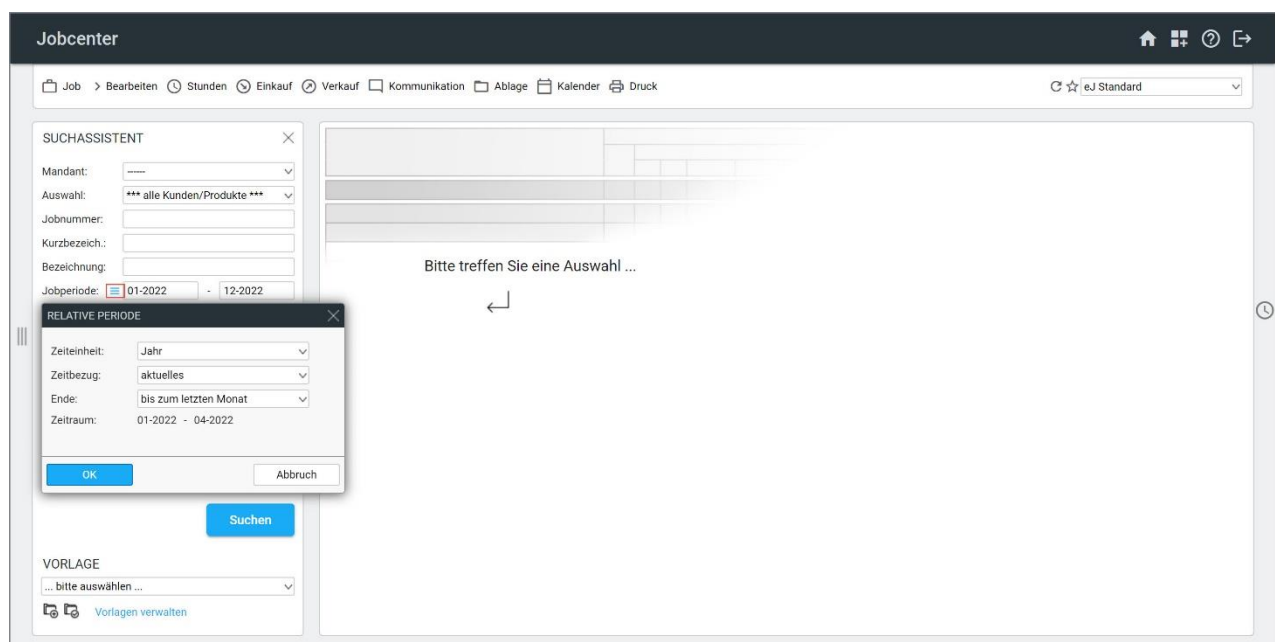 Jobcenter
Job > Bearbeiten Stunden Einkauf Verkauf Kommunikation Ablage Kalender Druck eJ Standard
SUCHASSISTENT
Mandant: ------
Auswahl: *** alle Kunden/Produkte ***
Jobnummer:
Kurzbezeich.:
Bezeichnung:
Jobperiode: 01-2022 - 12-2022
RELATIVE PERIODE
Zeiteinheit: Jahr
Zeitbezug: aktuelles
Ende: bis zum letzten Monat
Zeitraum: 01-2022 - 04-2022
OK Abbruch
Suchen
VORLAGE
... bitte auswählen ...
Vorlagen verwalten
Bitte treffen Sie eine Auswahl ...